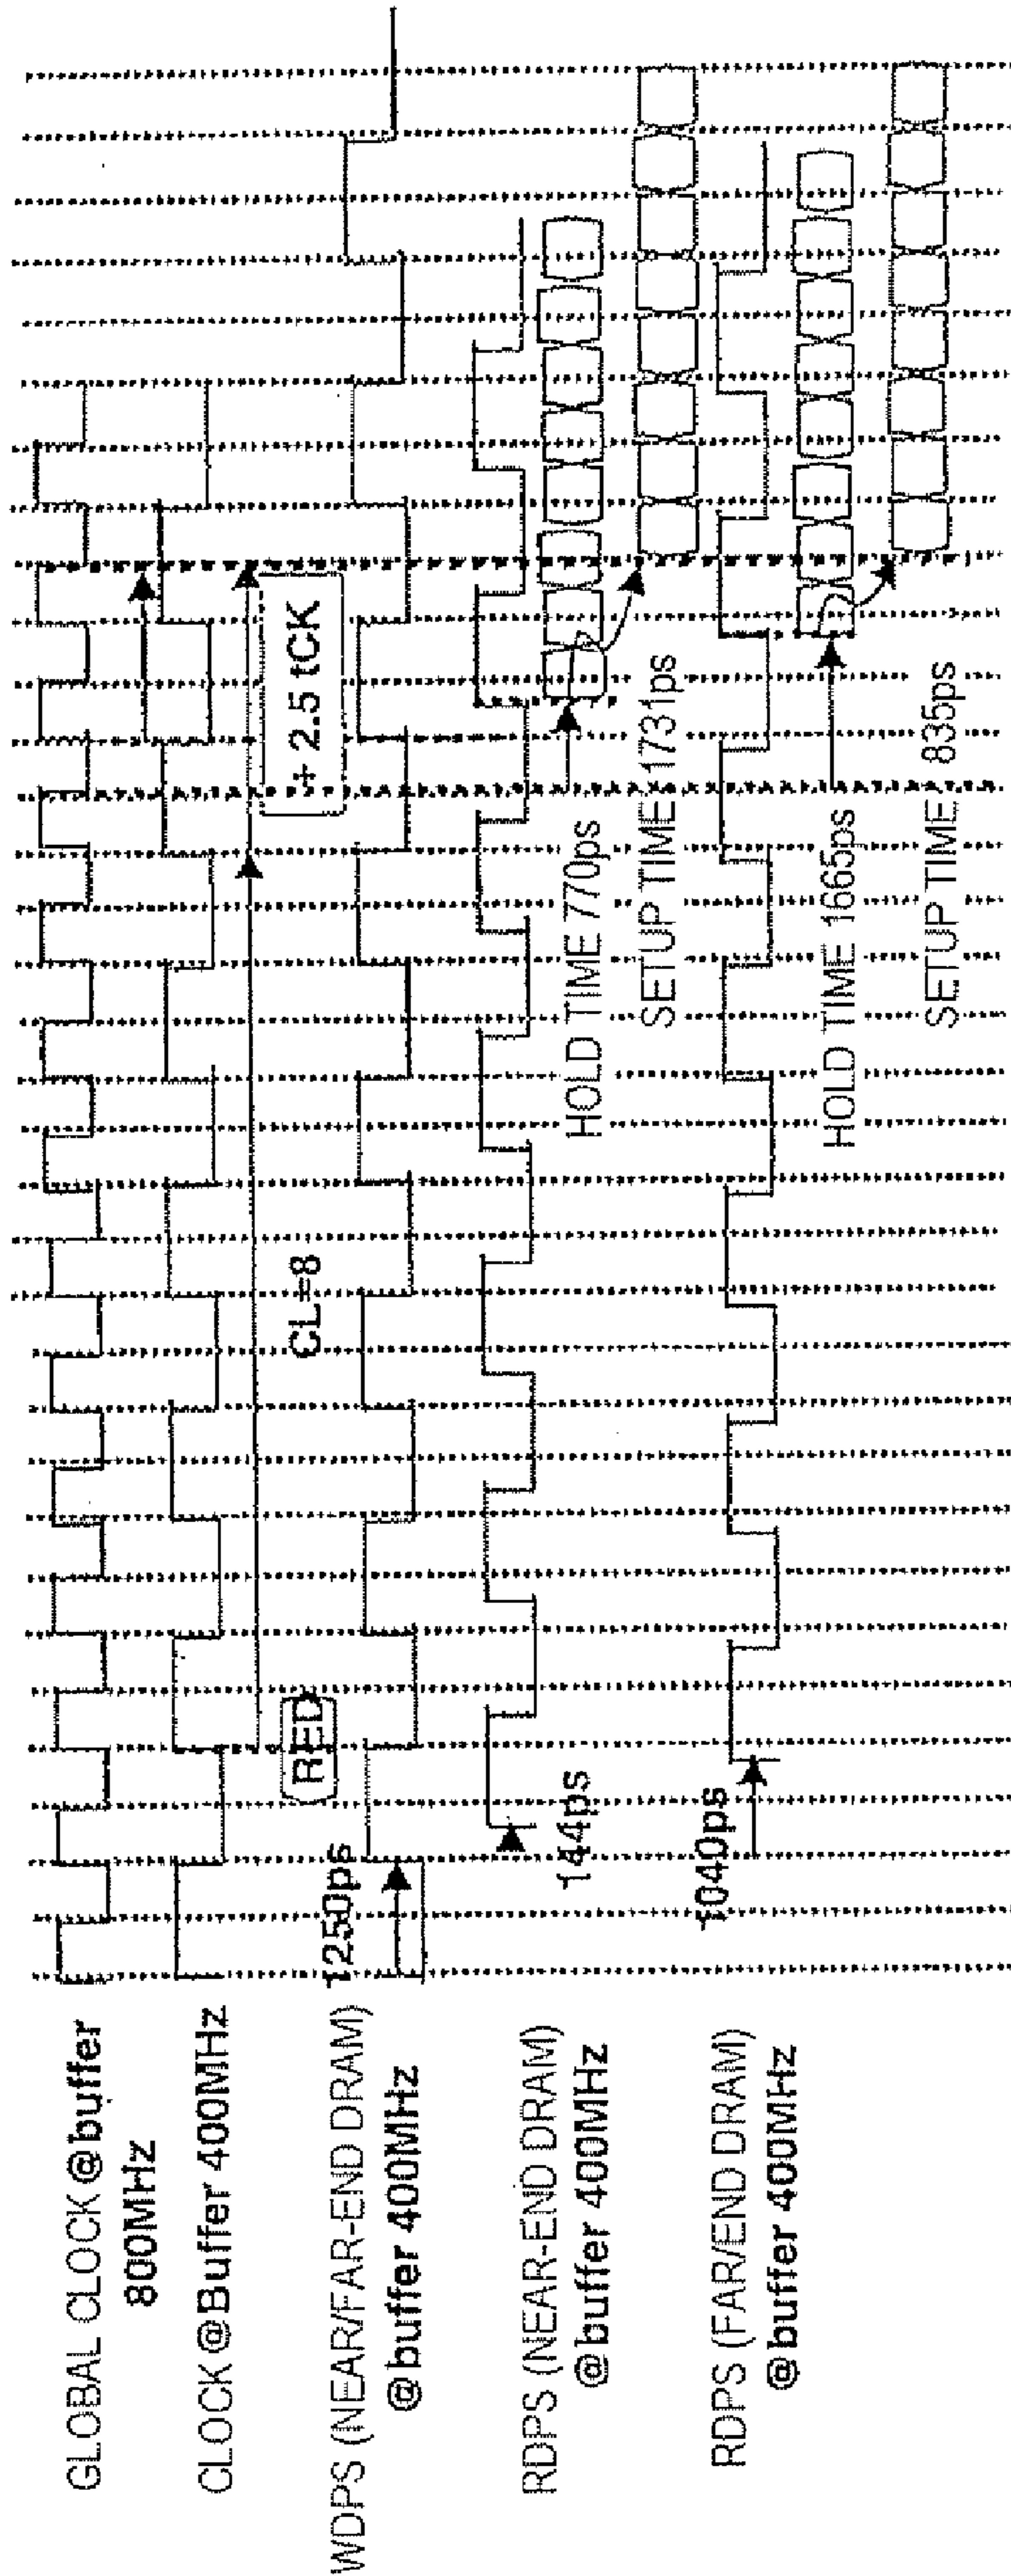 GLOBAL CLOCK @buffer
800MHz
CLOCK @Buffer 400MHz
WDPS (NEAR/FAR-END DRAM)
@buffer 400MHz
RDPS (NEAR-END DRAM)
@buffer 400MHz
RDPS (FAR/END DRAM)
@buffer 400MHz
1250ps
RED
CL=8
+ 2.5 tCK
144ps
HOLD TIME 770ps
SETUP TIME 1731ps
1040ps
HOLD TIME 1665ps
SETUP TIME 835ps